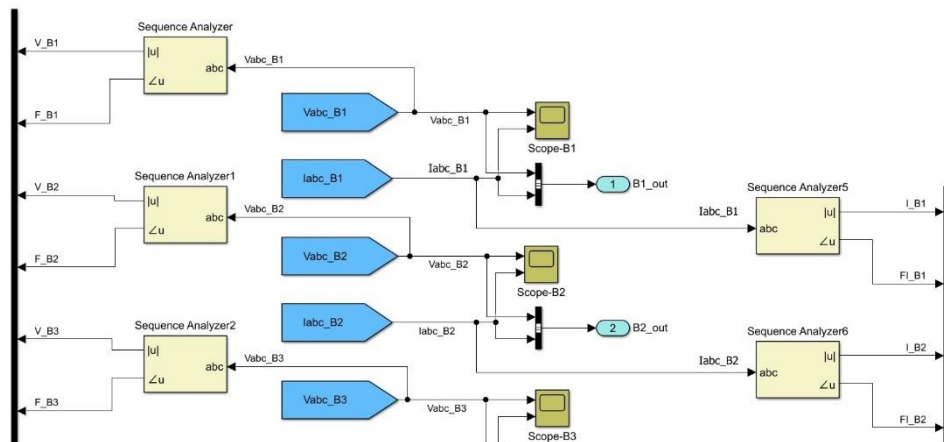 Sequence Analyzer
V_B1
|u|
∠u
abc
Vabc_B1
F_B1
Vabc_B1
Vabc_B1
Scope-B1
Iabc_B1
Iabc_B1
1
B1_out
Sequence Analyzer1
V_B2
|u|
∠u
abc
Vabc_B2
F_B2
Sequence Analyzer5
Iabc_B1
abc
|u|
∠u
I_B1
FI_B1
Vabc_B2
Vabc_B2
Scope-B2
Iabc_B2
Iabc_B2
2
B2_out
Sequence Analyzer2
V_B3
|u|
∠u
abc
Vabc_B3
F_B3
Sequence Analyzer6
Iabc_B2
abc
|u|
∠u
I_B2
FI_B2
Vabc_B3
Vabc_B3
Scope-B3